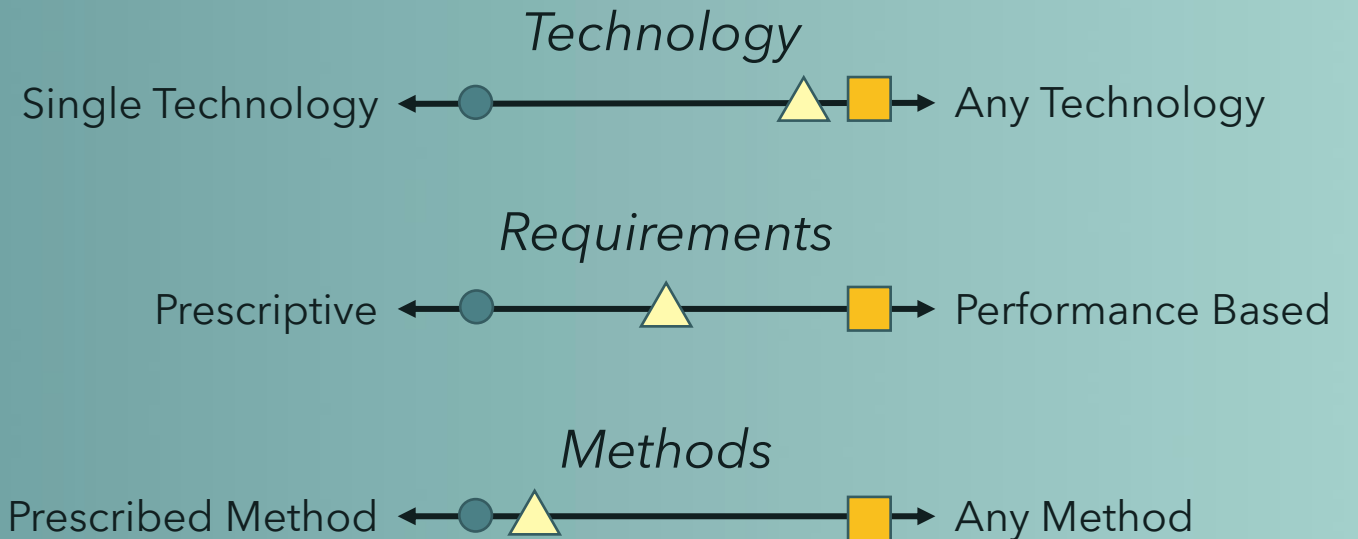 Technology
Single Technology
Any Technology
Requirements
Prescriptive
Performance Based
Methods
Prescribed Method
Any Method